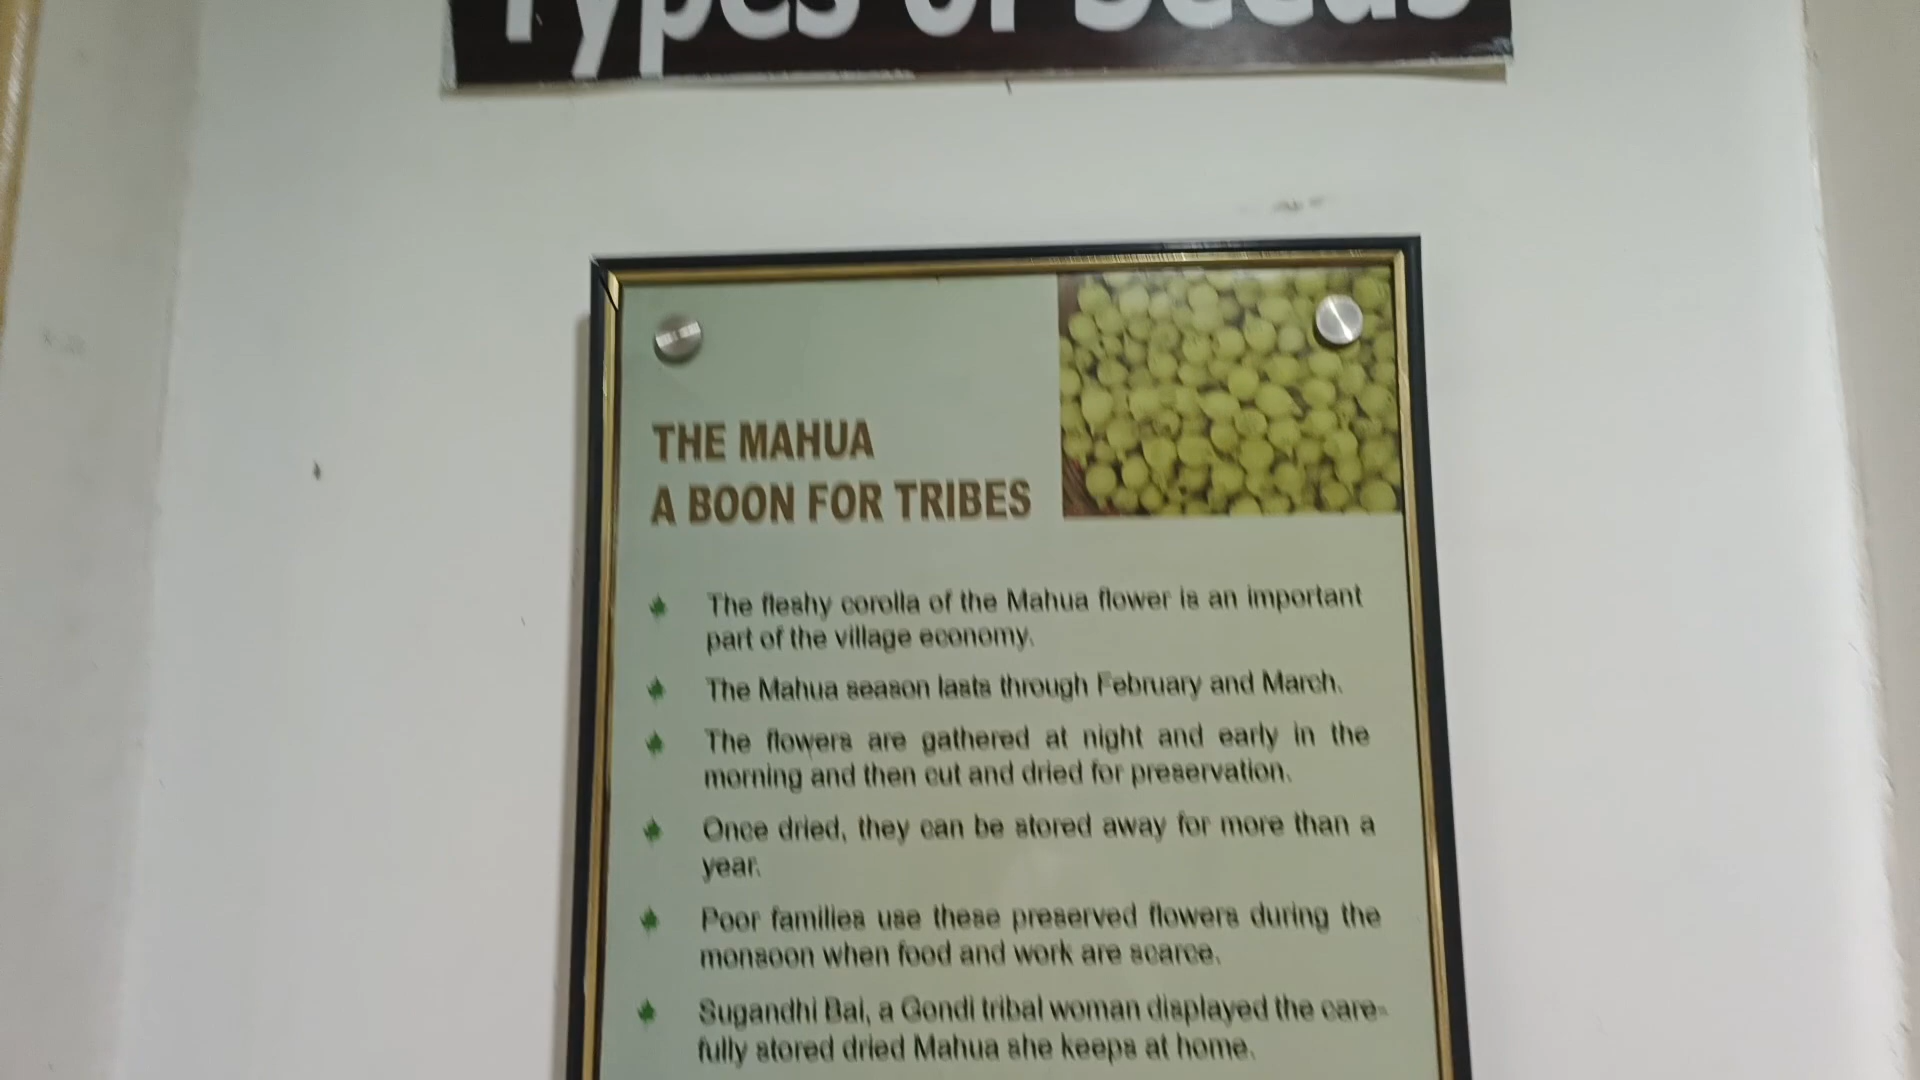 Types of Seeds
THE MAHUA
A BOON FOR TRIBES
The fleshy corolla of the Mahua flower is an important
part of the village economy.
The Mahua season lasts through February and March.
The flowers are gathered at night and early in the
morning and then cut and dried for preservation.
Once dried, they can be stored away for more than a
year.
Poor families use these preserved flowers during the
monsoon when food and work are scarce.
Sugandhi Bai, a Gondi tribal woman displayed the care-
fully stored dried Mahua she keeps at home.